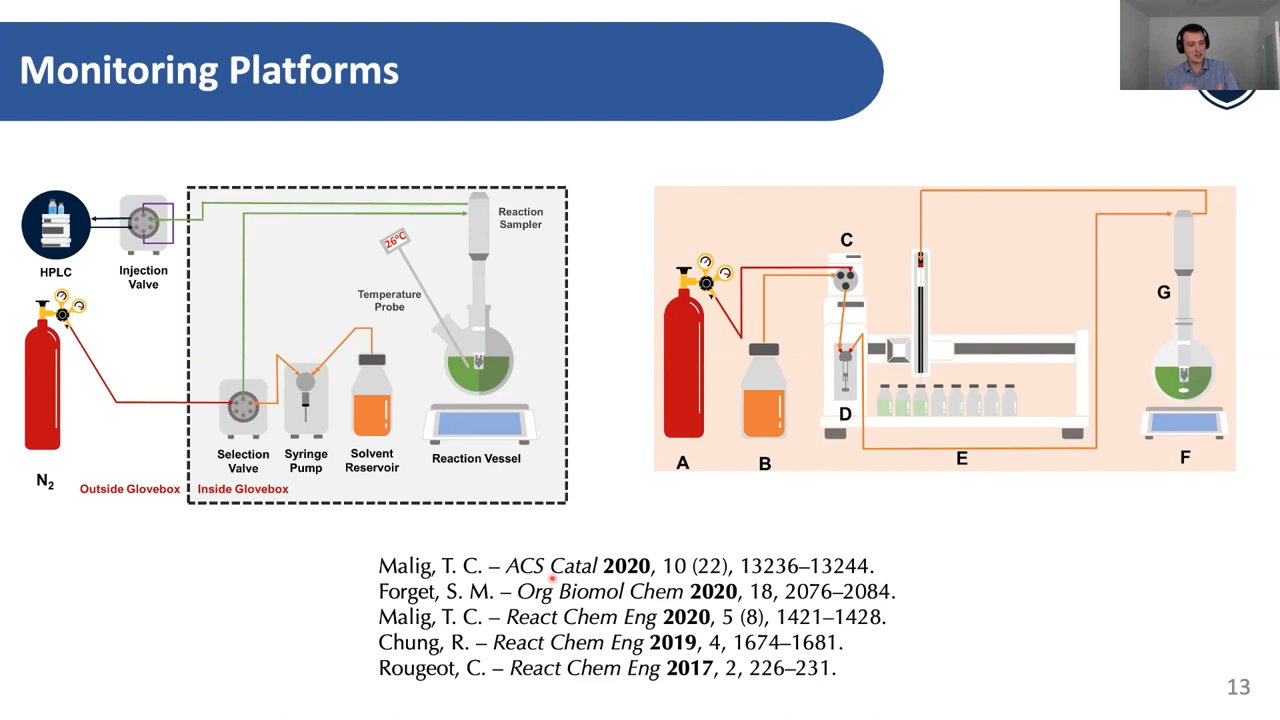 Monitoring Platforms
HPLC
Injection
Valve
N2
Outside Glovebox
Inside Glovebox
26°C
Temperature
Probe
Reaction
Sampler
Selection
Valve
Syringe
Pump
Solvent
Reservoir
Reaction Vessel
A
B
C
D
E
F
G
Malig, T. C. – ACS Catal 2020, 10 (22), 13236–13244.
Forget, S. M. – Org Biomol Chem 2020, 18, 2076–2084.
Malig, T. C. – React Chem Eng 2020, 5 (8), 1421–1428.
Chung, R. – React Chem Eng 2019, 4, 1674–1681.
Rougeot, C. – React Chem Eng 2017, 2, 226–231.
13